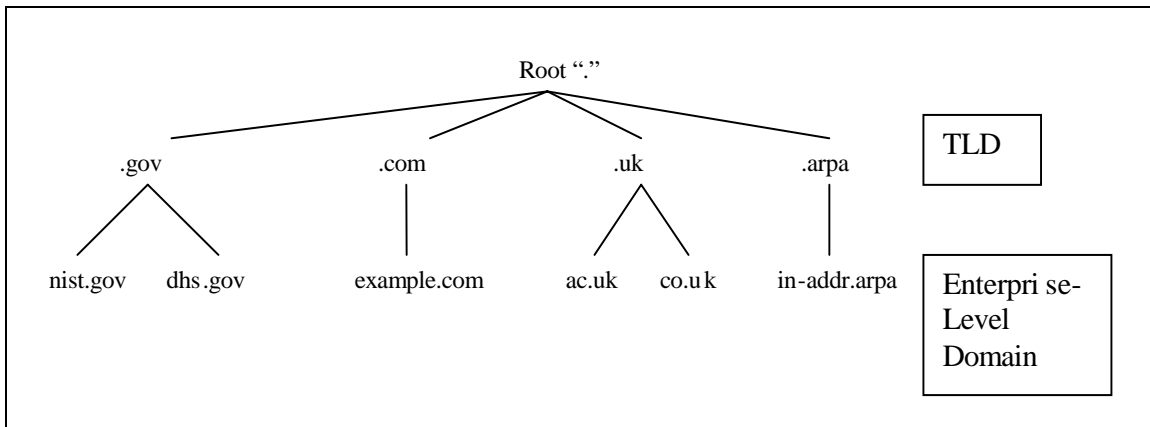 Root “.”
.gov
.com
.uk
.arpa
TLD
nist.gov
dhs.gov
example.com
ac.uk
co.uk
in-addr.arpa
Enterpri se-
Level
Domain